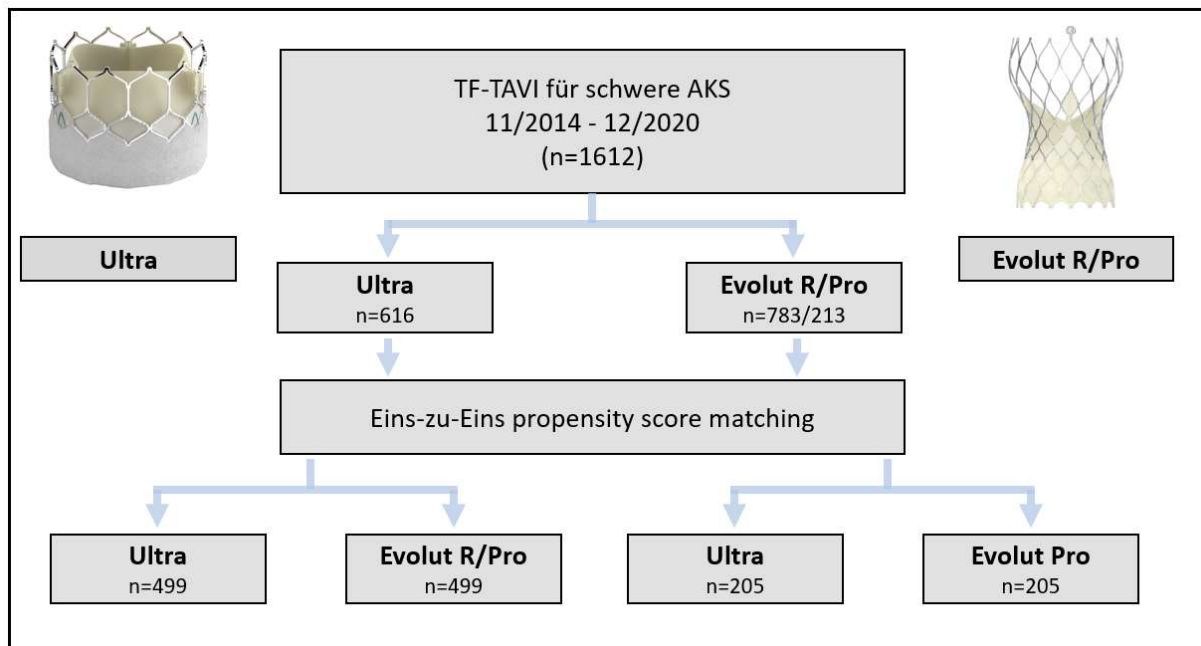 TF-TAVI für schwere AKS
11/2014 - 12/2020
(n=1612)
Ultra
Evolut R/Pro
Ultra
n=616
Evolut R/Pro
n=783/213
Eins-zu-Eins propensity score matching
Ultra
n=499
Evolut R/Pro
n=499
Ultra
n=205
Evolut Pro
n=205